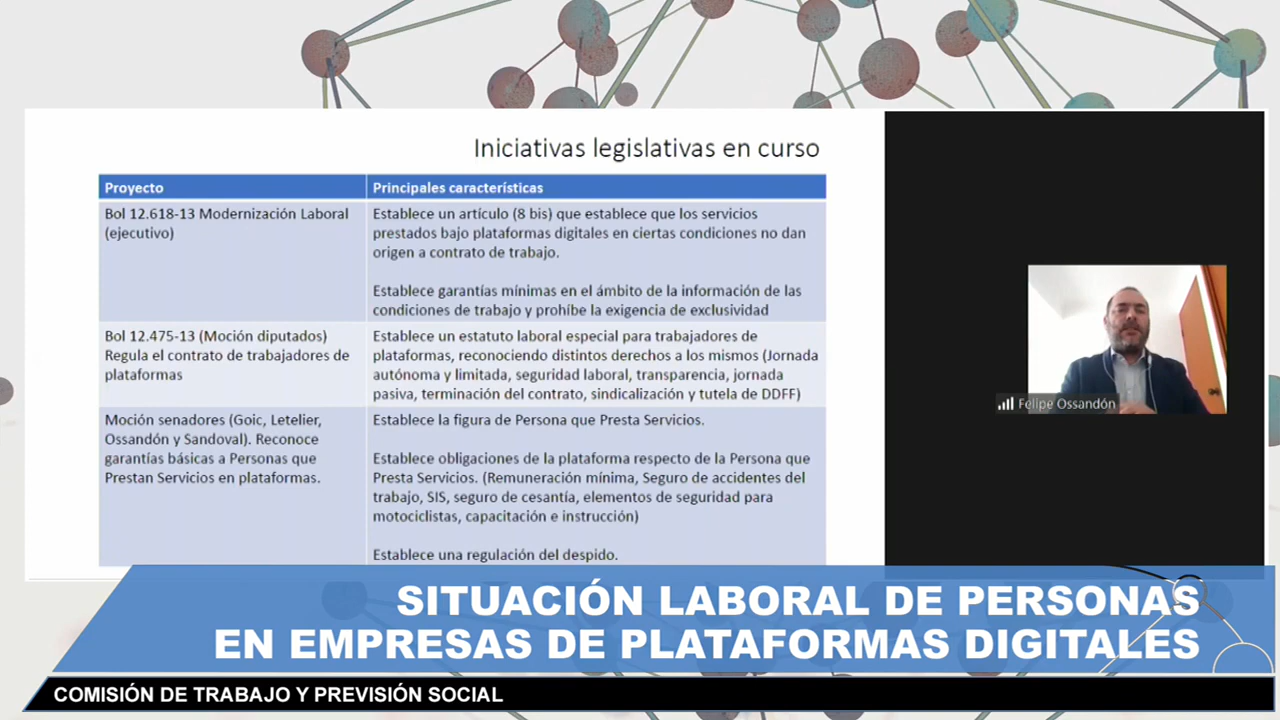 Iniciativas legislativas en curso
Proyecto
Principales características
Bol 12.618-13 Modernización Laboral
(ejecutivo)
Establece un artículo (8 bis) que establece que los servicios
prestados bajo plataformas digitales en ciertas condiciones no dan
origen a contrato de trabajo.
Establece garantías mínimas en el ámbito de la información de las
condiciones de trabajo y prohíbe la exigencia de exclusividad
Bol 12.475-13 (Moción diputados)
Regula el contrato de trabajadores de
plataformas
Establece un estatuto laboral especial para trabajadores de
plataformas, reconociendo distintos derechos a los mismos (Jornada
autónoma y limitada, seguridad laboral, transparencia, jornada
pasiva, terminación del contrato, sindicalización y tutela de DDFF)
Moción senadores (Goic, Letelier,
Ossandón y Sandoval). Reconoce
garantías básicas a Personas que
Prestan Servicios en plataformas.
Establece la figura de Persona que Presta Servicios.
Establece obligaciones de la plataforma respecto de la Persona que
Presta Servicios. (Remuneración mínima, Seguro de accidentes del
trabajo, SIS, seguro de cesantía, elementos de seguridad para
motociclistas, capacitación e instrucción)
Establece una regulación del despido.
Felipe Ossandón
SITUACIÓN LABORAL DE PERSONAS
EN EMPRESAS DE PLATAFORMAS DIGITALES
COMISIÓN DE TRABAJO Y PREVISIÓN SOCIAL